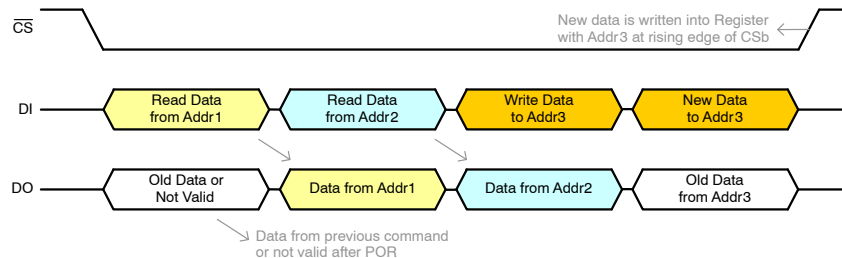 CS
New data is written into Register
with Addr3 at rising edge of CSb
DI
Read Data
from Addr1
Read Data
from Addr2
Write Data
to Addr3
New Data
to Addr3
DO
Old Data or
Not Valid
Data from Addr1
Data from Addr2
Old Data
from Addr3
Data from previous command
or not valid after POR